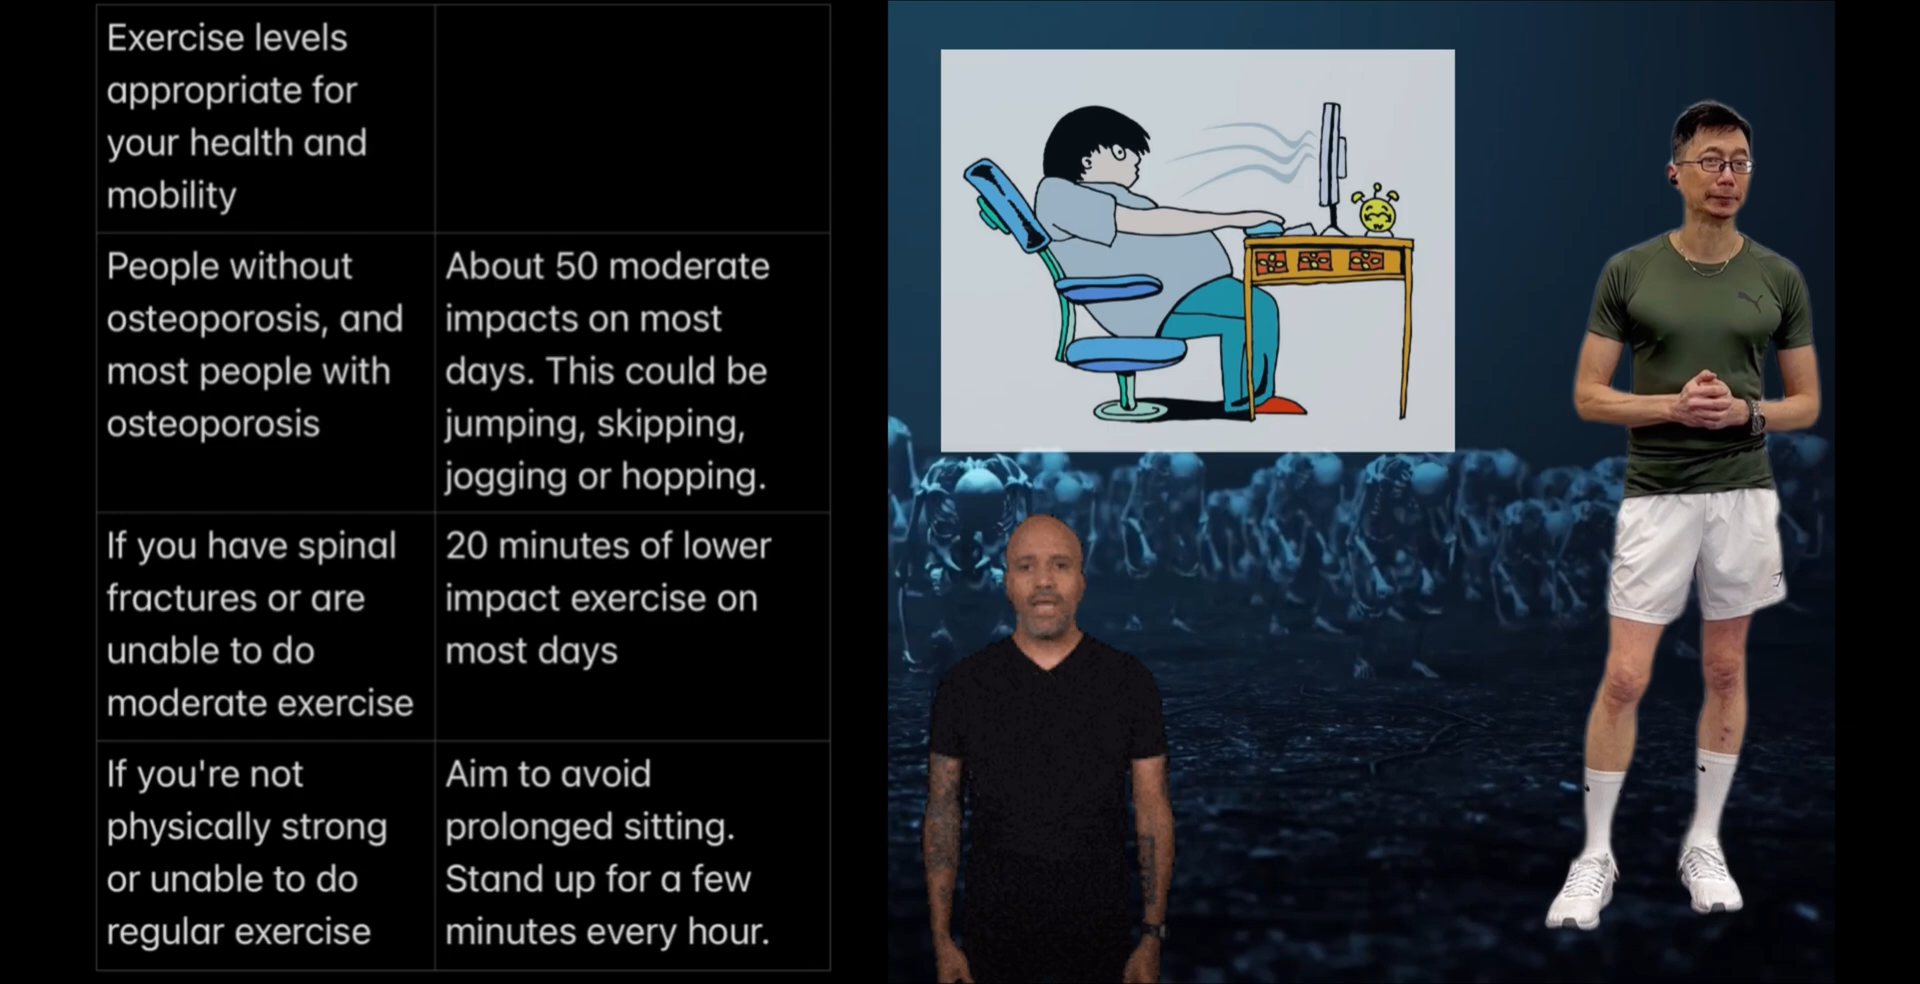 Exercise levels
appropriate for
your health and
mobility
People without
osteoporosis, and
most people with
osteoporosis
About 50 moderate
impacts on most
days. This could be
jumping, skipping,
jogging or hopping.
If you have spinal
fractures or are
unable to do
moderate exercise
20 minutes of lower
impact exercise on
most days
If you're not
physically strong
or unable to do
regular exercise
Aim to avoid
prolonged sitting.
Stand up for a few
minutes every hour.